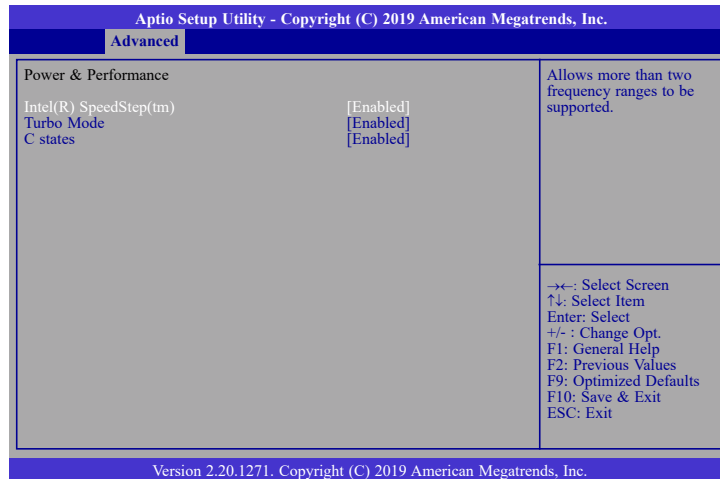 Aptio Setup Utility - Copyright (C) 2019 American Megatrends, Inc.
Advanced
Power & Performance
Intel(R) SpeedStep(tm) [Enabled]
Turbo Mode [Enabled]
C states [Enabled]
Allows more than two
frequency ranges to be
supported.
→←: Select Screen
↑↓: Select Item
Enter: Select
+/- : Change Opt.
F1: General Help
F2: Previous Values
F9: Optimized Defaults
F10: Save & Exit
ESC: Exit
Version 2.20.1271. Copyright (C) 2019 American Megatrends, Inc.